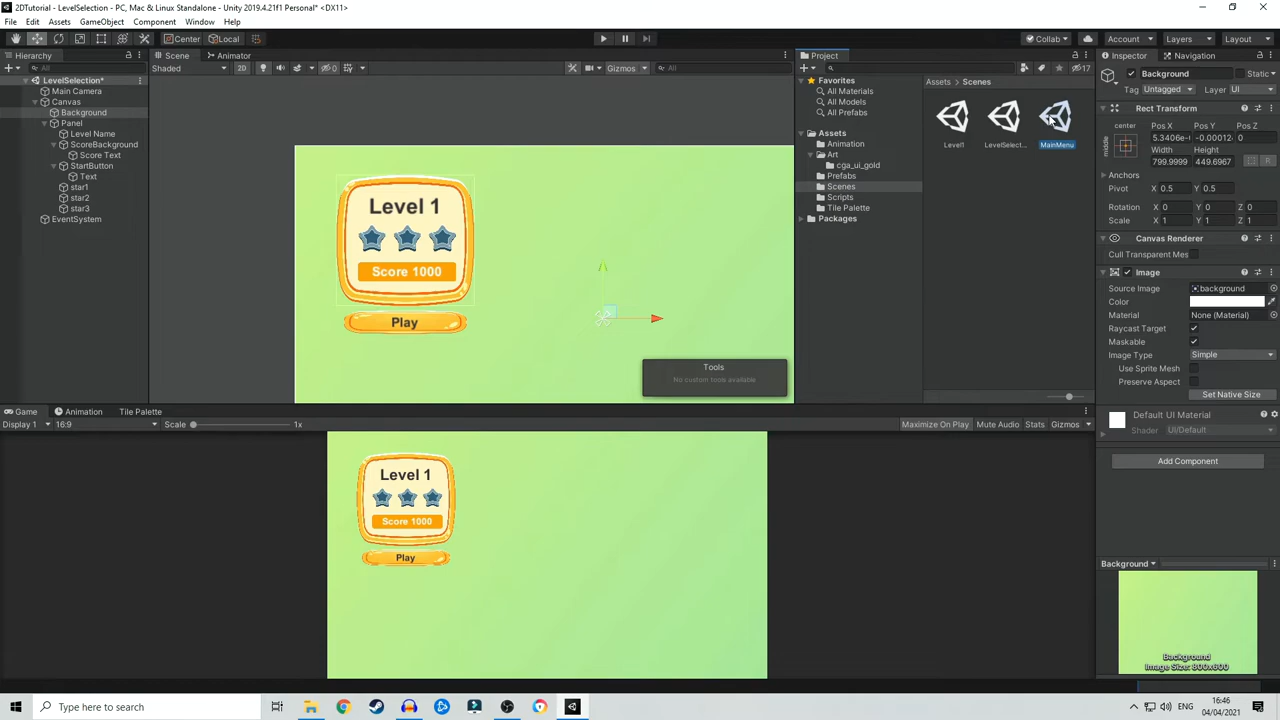 2DTutorial - LevelSelection - PC, Mac & Linux Standalone - Unity 2019.4.21f1 Personal* <DX11>
File Edit Assets GameObject Component Window Help
Center Local Collab Account Layers Layout
Hierarchy Scene Animator Project Inspector Navigation
All Shaded 2D 0 Gizmos All 17
LevelSelection*
Main Camera
Canvas
Background
Panel
Level Name
ScoreBackground
Score Text
StartButton
Text
star1
star2
star3
EventSystem
Level 1
Score 1000
Play
Tools
No custom tools available
Favorites
All Materials
All Models
All Prefabs
Assets
Animation
Art
cga_ui_gold
Prefabs
Scenes
Scripts
Tile Palette
Packages
Assets > Scenes
Level1 LevelSelect... MainMenu
Background Static
Tag Untagged Layer UI
Rect Transform
center Pos X Pos Y Pos Z
middle 5.3406e-( -0.00012( 0
Width Height
799.9999 449.6967 R
Anchors
Pivot X 0.5 Y 0.5
Rotation X 0 Y 0 Z 0
Scale X 1 Y 1 Z 1
Canvas Renderer
Cull Transparent Mes
Image
Source Image background
Color
Material None (Material)
Raycast Target
Maskable
Image Type Simple
Use Sprite Mesh
Preserve Aspect
Set Native Size
Default UI Material
Shader UI/Default
Add Component
Game Animation Tile Palette
Display 1 16:9 Scale 1x Maximize On Play Mute Audio Stats Gizmos
Level 1
Score 1000
Play
Background
Background
Image Size: 800x600
Type here to search
ENG
16:46
04/04/2021